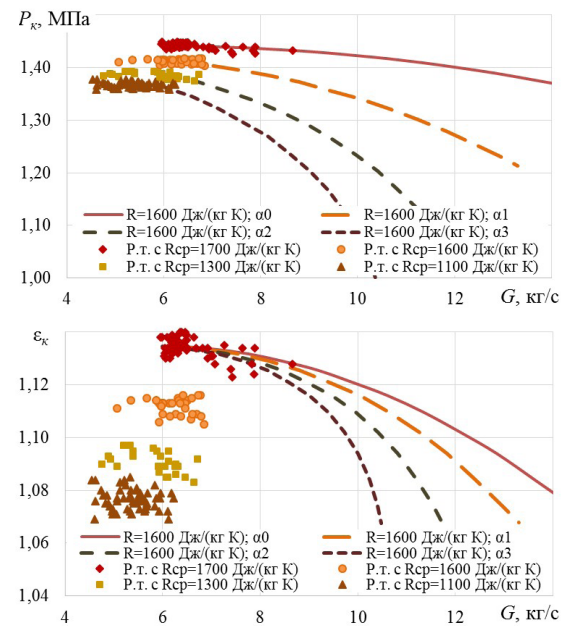 Pк, МПа
1,40
1,30
1,20
1,10
1,00
R=1600 Дж/(кг К); α0
R=1600 Дж/(кг К); α1
R=1600 Дж/(кг К); α2
R=1600 Дж/(кг К); α3
Р.т. с Rср=1700 Дж/(кг К)
Р.т. с Rср=1600 Дж/(кг К)
Р.т. с Rср=1300 Дж/(кг К)
Р.т. с Rср=1100 Дж/(кг К)
4 6 8 10 12 G, кг/с
εк
1,12
1,10
1,08
1,06
1,04
R=1600 Дж/(кг К); α0
R=1600 Дж/(кг К); α1
R=1600 Дж/(кг К); α2
R=1600 Дж/(кг К); α3
Р.т. с Rср=1700 Дж/(кг К)
Р.т. с Rср=1600 Дж/(кг К)
Р.т. с Rср=1300 Дж/(кг К)
Р.т. с Rср=1100 Дж/(кг К)
4 6 8 10 12 G, кг/с